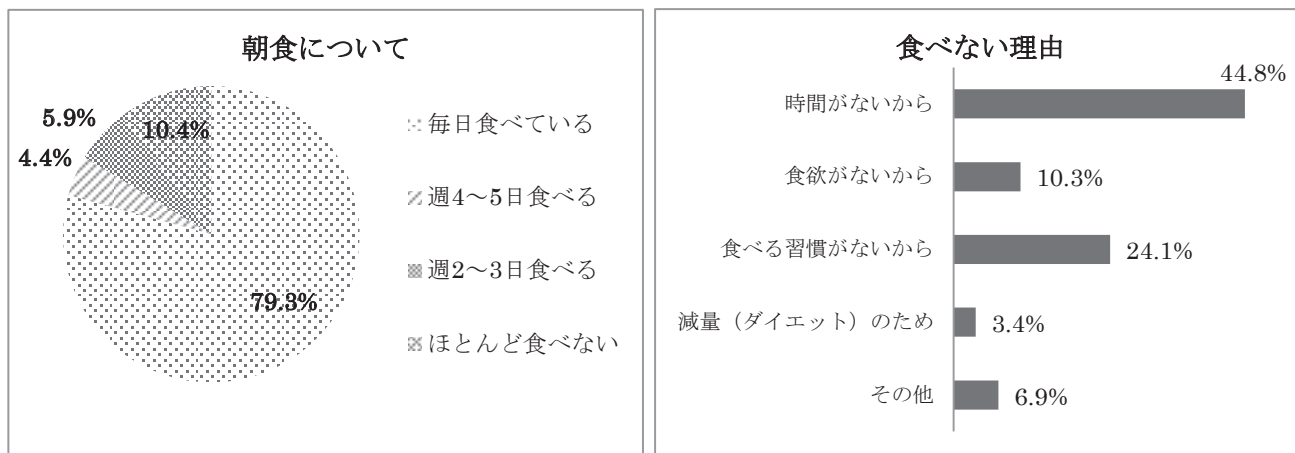 朝食について
5.9%
10.4%
4.4%
79.3%
毎日食べている
週4～5日食べる
週2～3日食べる
ほとんど食べない
食べない理由
時間がないから
44.8%
食欲がないから
10.3%
食べる習慣がないから
24.1%
減量（ダイエット）のため
3.4%
その他
6.9%